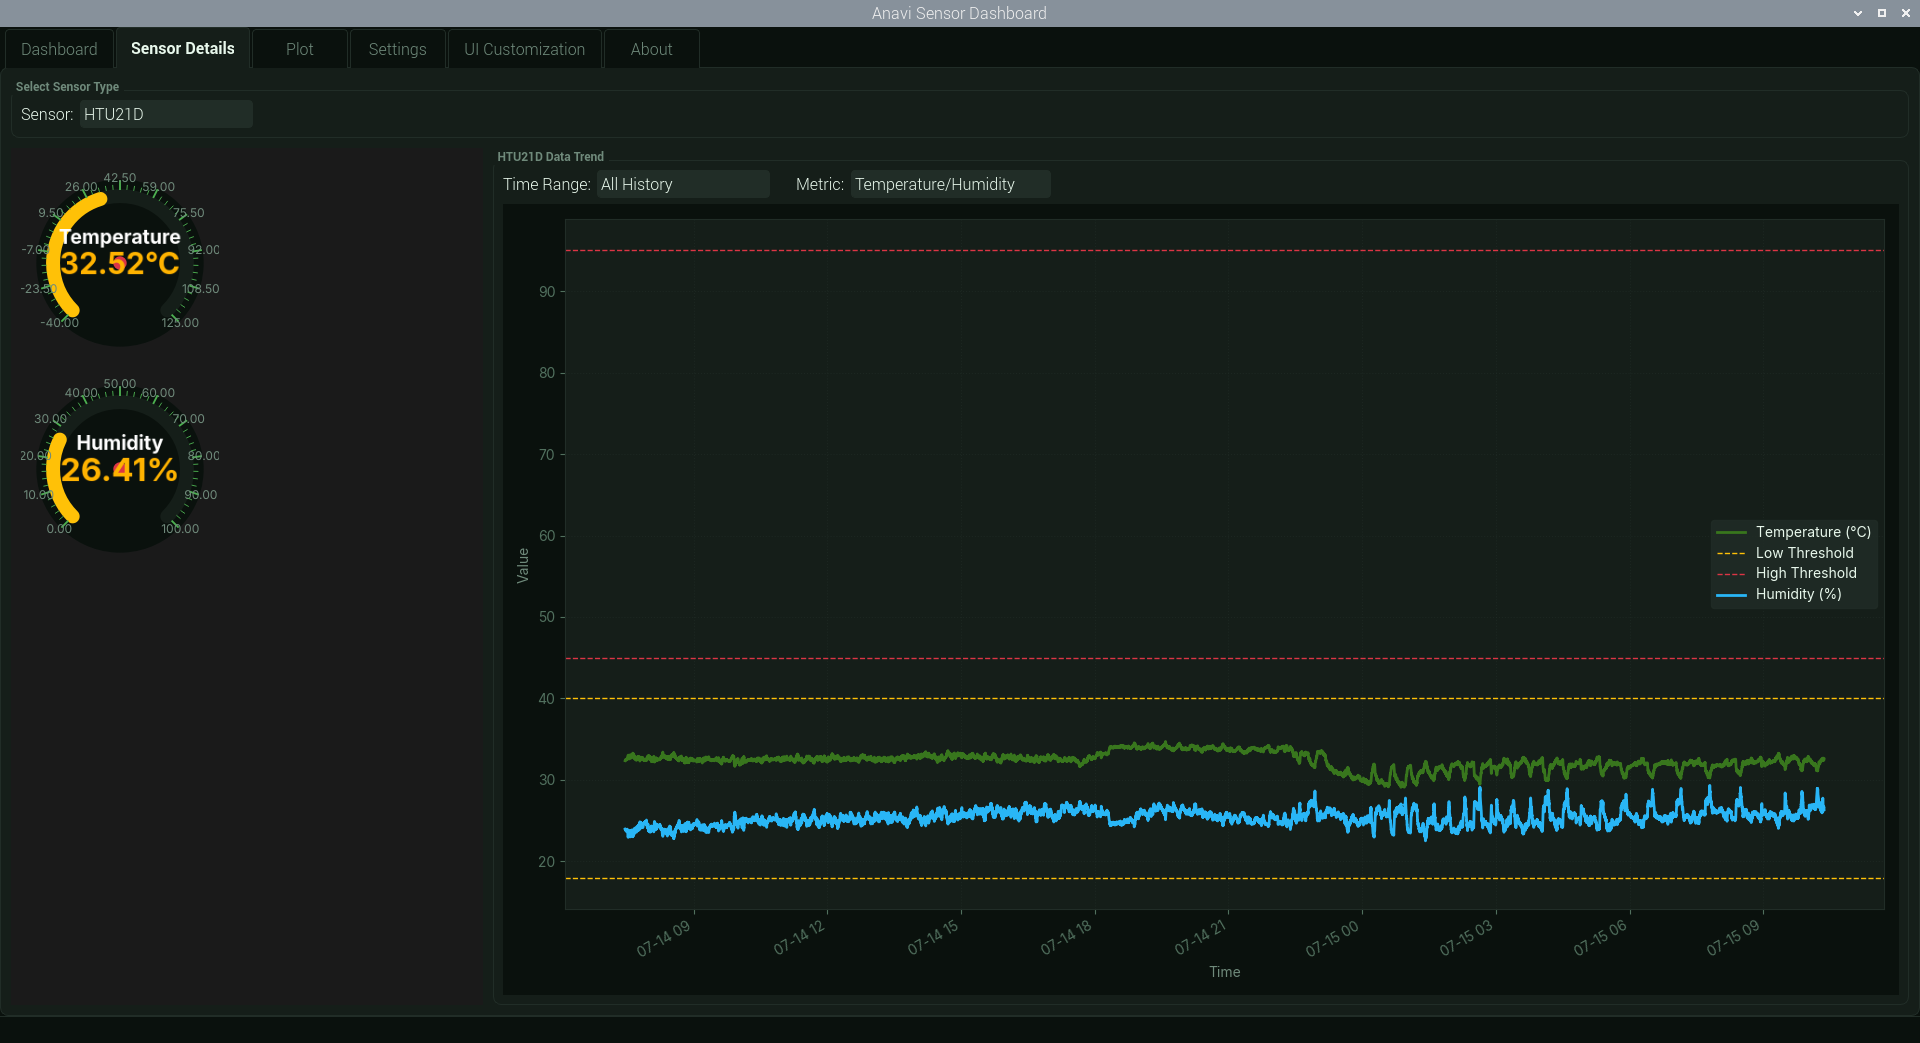 Anavi Sensor Dashboard
Dashboard
Sensor Details
Plot
Settings
UI Customization
About
Select Sensor Type
Sensor: HTU21D
42.50
26.00 59.00
9.50 75.50
Temperature
-7.00 92.00
32.52°C
-23.50 108.50
-40.00 125.00
50.00
40.00 60.00
30.00 70.00
Humidity
20.00 80.00
26.41%
10.00 90.00
0.00 100.00
HTU21D Data Trend
Time Range: All History Metric: Temperature/Humidity
90
80
70
60
50
40
30
20
Value
Temperature (°C)
Low Threshold
High Threshold
Humidity (%)
07-14 09
07-14 12
07-14 15
07-14 18
07-14 21
07-15 00
07-15 03
07-15 06
07-15 09
Time